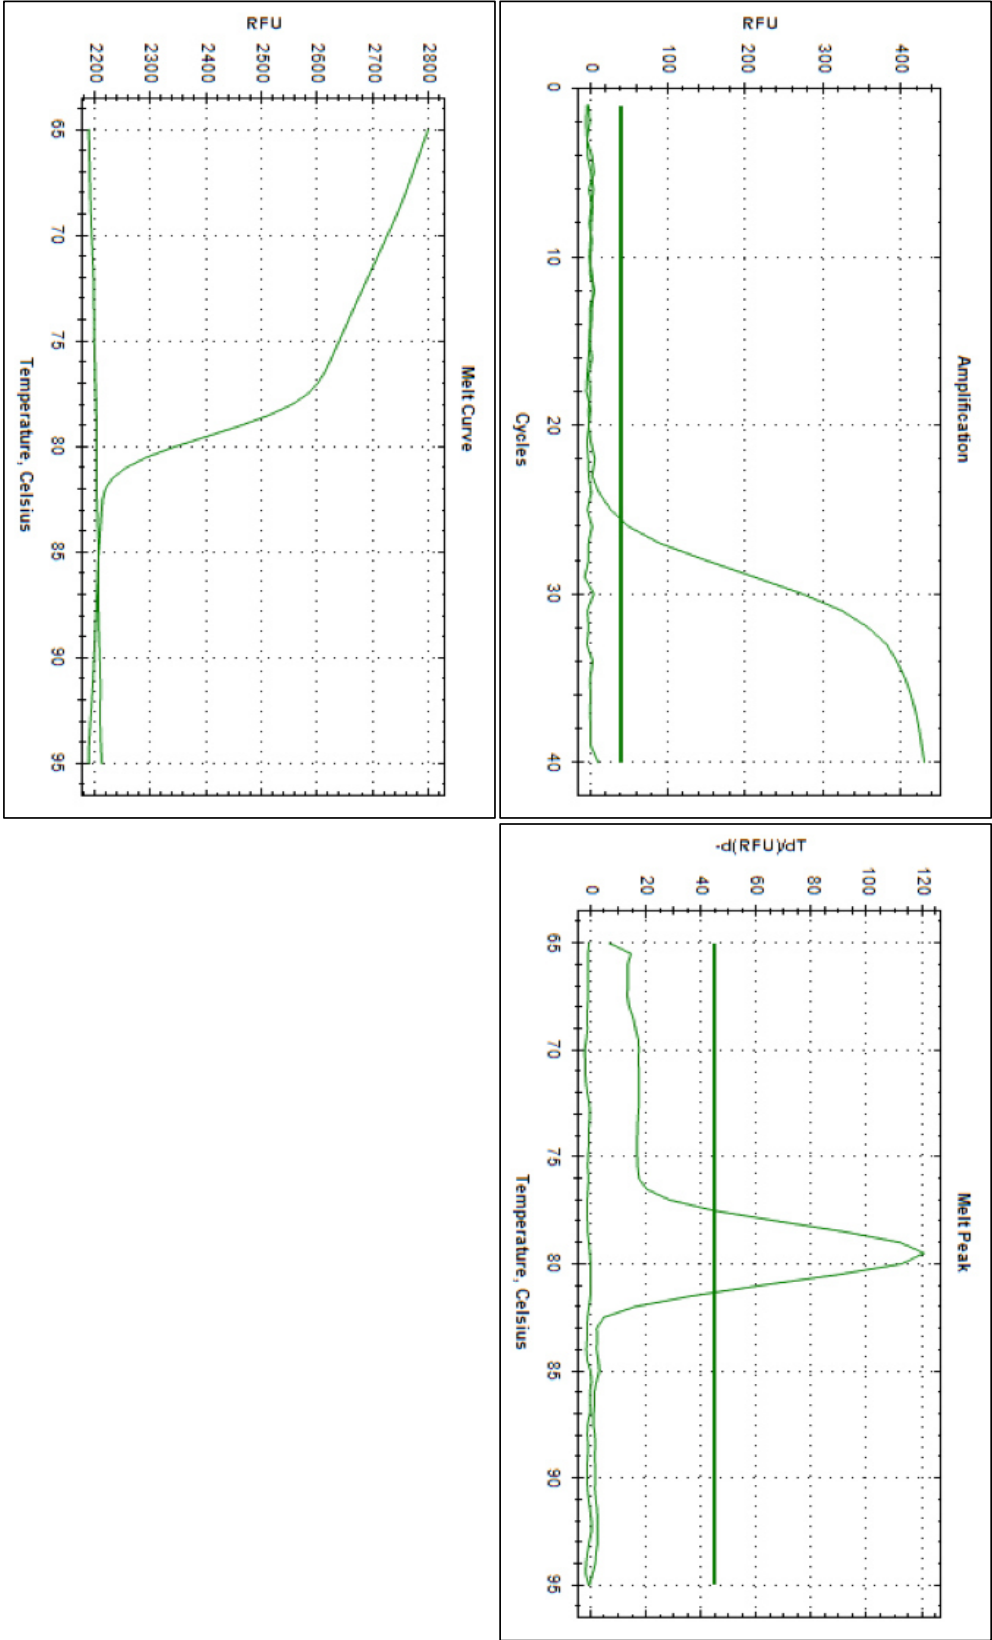 Amplification
RFU
400
300
200
100
0
0 10 20 30 40
Cycles
Melt Peak
-d(RFU)/dT
120
100
80
60
40
20
0
65 70 75 80 85 90 95
Temperature, Celsius
Melt Curve
RFU
2800
2700
2600
2500
2400
2300
2200
65 70 75 80 85 90 95
Temperature, Celsius